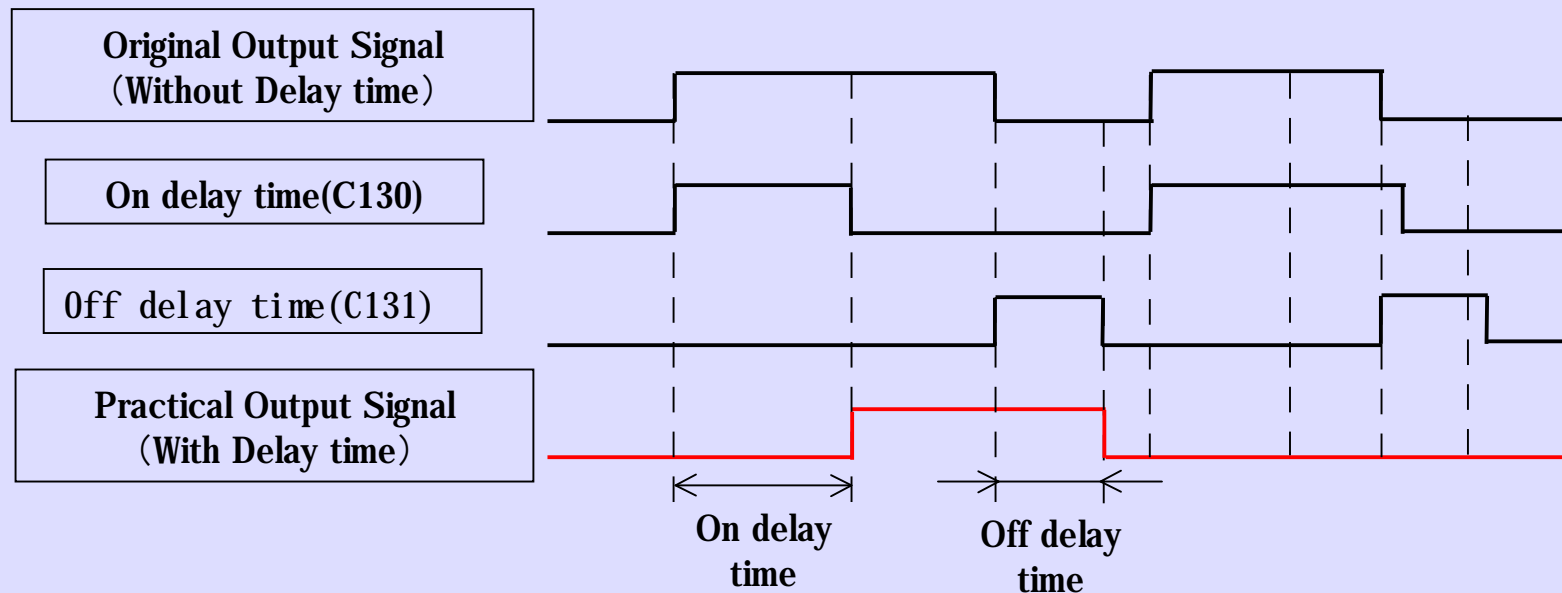 Original Output Signal
(Without Delay time)
On delay time(C130)
Off delay time(C131)
Practical Output Signal
(With Delay time)
On delay
time
Off delay
time